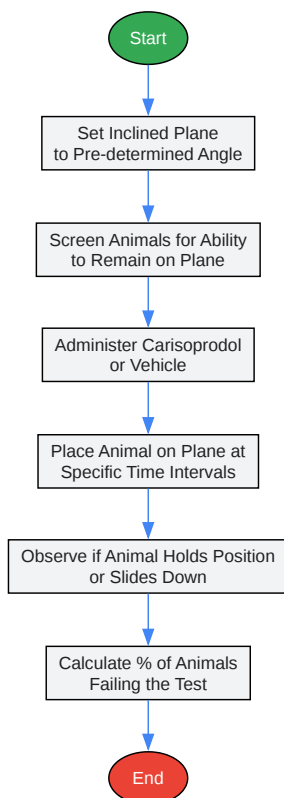 Start
Set Inclined Plane
to Pre-determined Angle
Screen Animals for Ability
to Remain on Plane
Administer Carisoprodol
or Vehicle
Place Animal on Plane at
Specific Time Intervals
Observe if Animal Holds Position
or Slides Down
Calculate % of Animals
Failing the Test
End